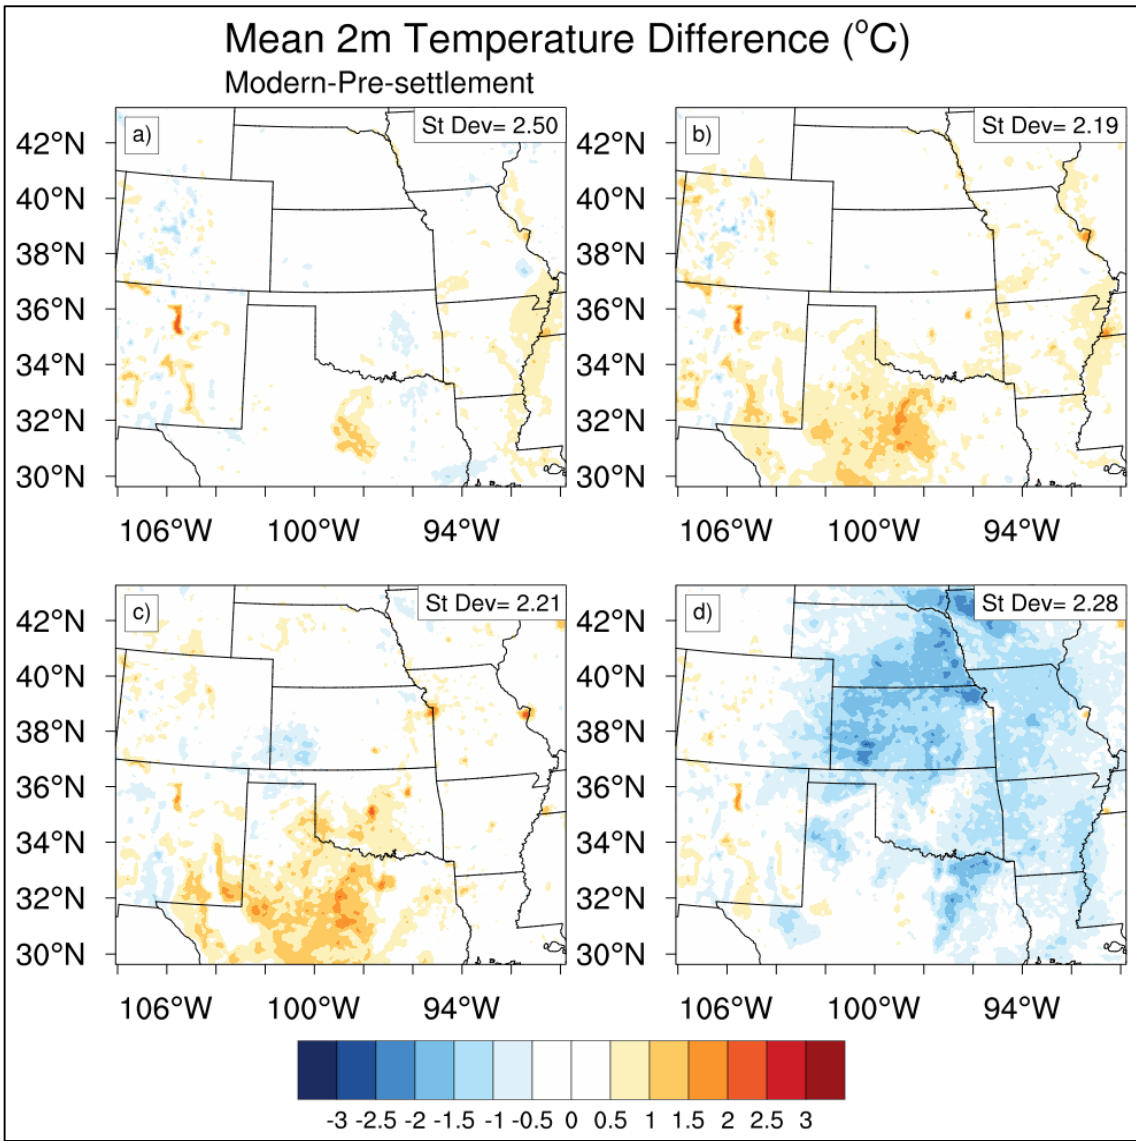 Mean 2m Temperature Difference (°C)
Modern-Pre-settlement
a)
St Dev= 2.50
42°N
40°N
38°N
36°N
34°N
32°N
30°N
106°W 100°W 94°W
b)
St Dev= 2.19
42°N
40°N
38°N
36°N
34°N
32°N
30°N
106°W 100°W 94°W
c)
St Dev= 2.21
42°N
40°N
38°N
36°N
34°N
32°N
30°N
106°W 100°W 94°W
d)
St Dev= 2.28
42°N
40°N
38°N
36°N
34°N
32°N
30°N
106°W 100°W 94°W
-3 -2.5 -2 -1.5 -1 -0.5 0 0.5 1 1.5 2 2.5 3